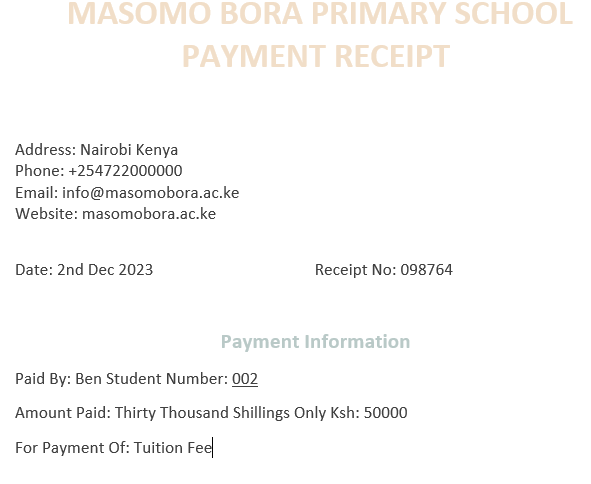 MASOMO BORA PRIMARY SCHOOL
PAYMENT RECEIPT
Address: Nairobi Kenya
Phone: +254722000000
Email: info@masomobora.ac.ke
Website: masomobora.ac.ke
Date: 2nd Dec 2023 Receipt No: 098764
Payment Information
Paid By: Ben Student Number: 002
Amount Paid: Thirty Thousand Shillings Only Ksh: 50000
For Payment Of: Tuition Fee